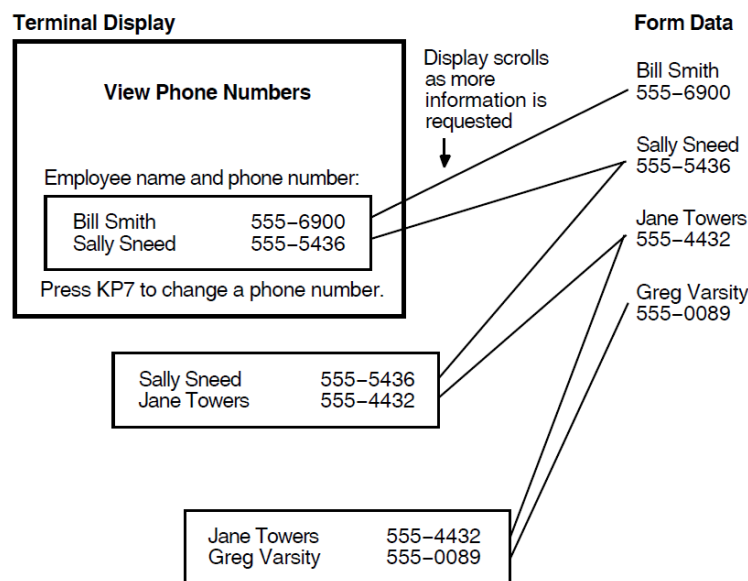 Terminal Display
View Phone Numbers
Employee name and phone number:
Bill Smith 555–6900
Sally Sneed 555–5436
Press KP7 to change a phone number.
Display scrolls
as more
information is
requested
Form Data
Bill Smith
555–6900
Sally Sneed
555–5436
Jane Towers
555–4432
Greg Varsity
555–0089
Sally Sneed 555–5436
Jane Towers 555–4432
Jane Towers 555–4432
Greg Varsity 555–0089